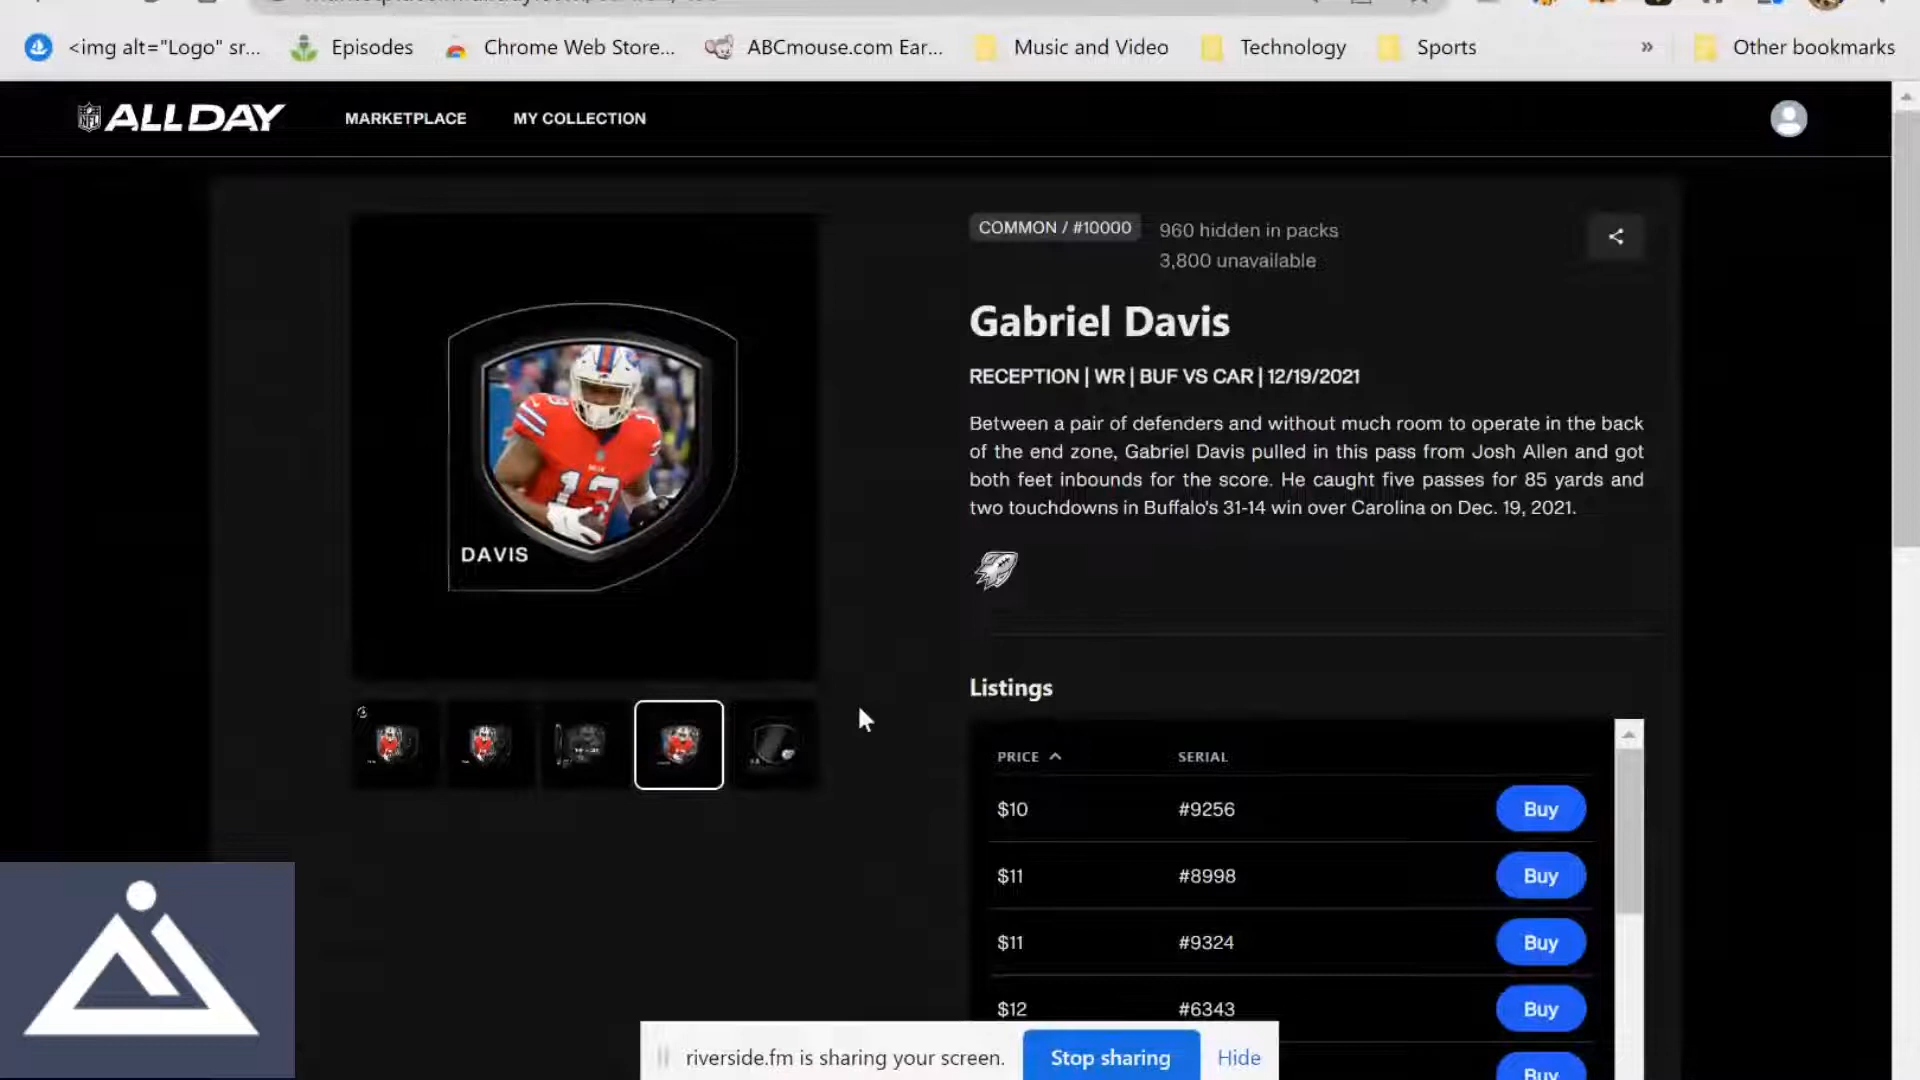 <img alt="Logo" sr...
Episodes
Chrome Web Store...
ABCmouse.com Ear...
Music and Video
Technology
Sports
»
Other bookmarks
NFL ALL DAY
MARKETPLACE
MY COLLECTION
COMMON / #10000
960 hidden in packs
3,800 unavailable
Gabriel Davis
RECEPTION | WR | BUF VS CAR | 12/19/2021
Between a pair of defenders and without much room to operate in the back
of the end zone, Gabriel Davis pulled in this pass from Josh Allen and got
both feet inbounds for the score. He caught five passes for 85 yards and
two touchdowns in Buffalo's 31-14 win over Carolina on Dec. 19, 2021.
13
DAVIS
Listings
PRICE
SERIAL
$10 #9256 Buy
$11 #8998 Buy
$11 #9324 Buy
$12 #6343 Buy
Buy
riverside.fm is sharing your screen.
Stop sharing
Hide